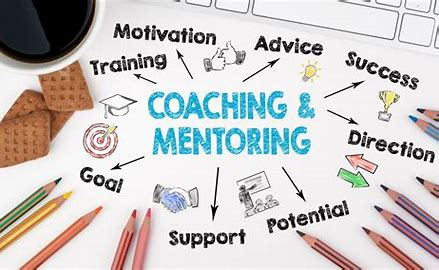 Motivation
Advice
Training
Success
COACHING &
MENTORING
Direction
Goal
Potential
Support